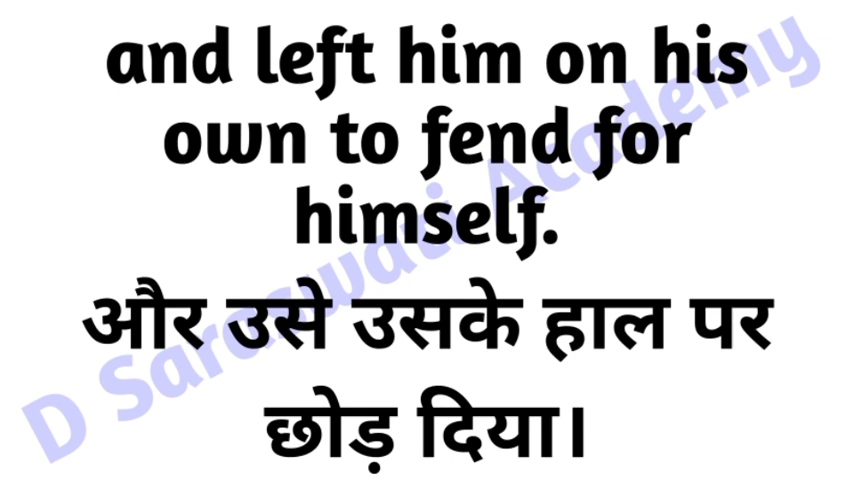 and left him on his
own to fend for
himself.
और उसे उसके हाल पर
छोड़ दिया।
D Saraswati Academy